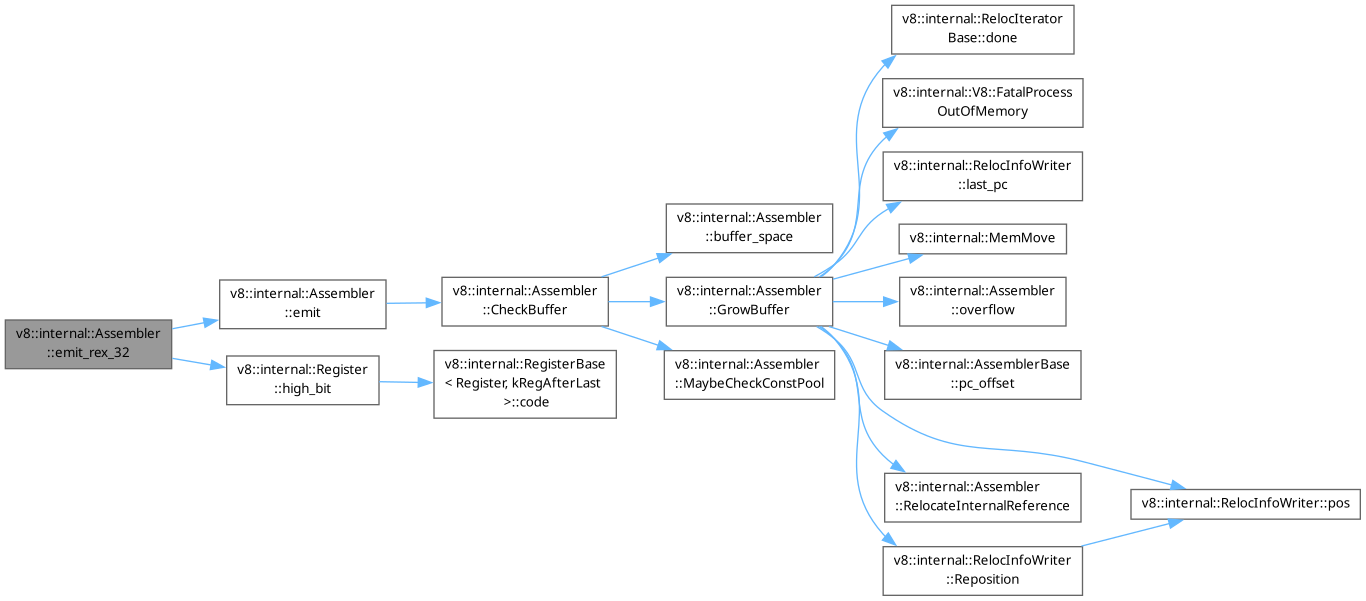 v8::internal::Assembler
::emit_rex_32
v8::internal::Assembler
::emit
v8::internal::Register
::high_bit
v8::internal::Assembler
::CheckBuffer
v8::internal::RegisterBase
< Register, kRegAfterLast
>::code
v8::internal::Assembler
::buffer_space
v8::internal::Assembler
::GrowBuffer
v8::internal::Assembler
::MaybeCheckConstPool
v8::internal::RelocIterator
Base::done
v8::internal::V8::FatalProcess
OutOfMemory
v8::internal::RelocInfoWriter
::last_pc
v8::internal::MemMove
v8::internal::Assembler
::overflow
v8::internal::AssemblerBase
::pc_offset
v8::internal::Assembler
::RelocateInternalReference
v8::internal::RelocInfoWriter
::Reposition
v8::internal::RelocInfoWriter::pos